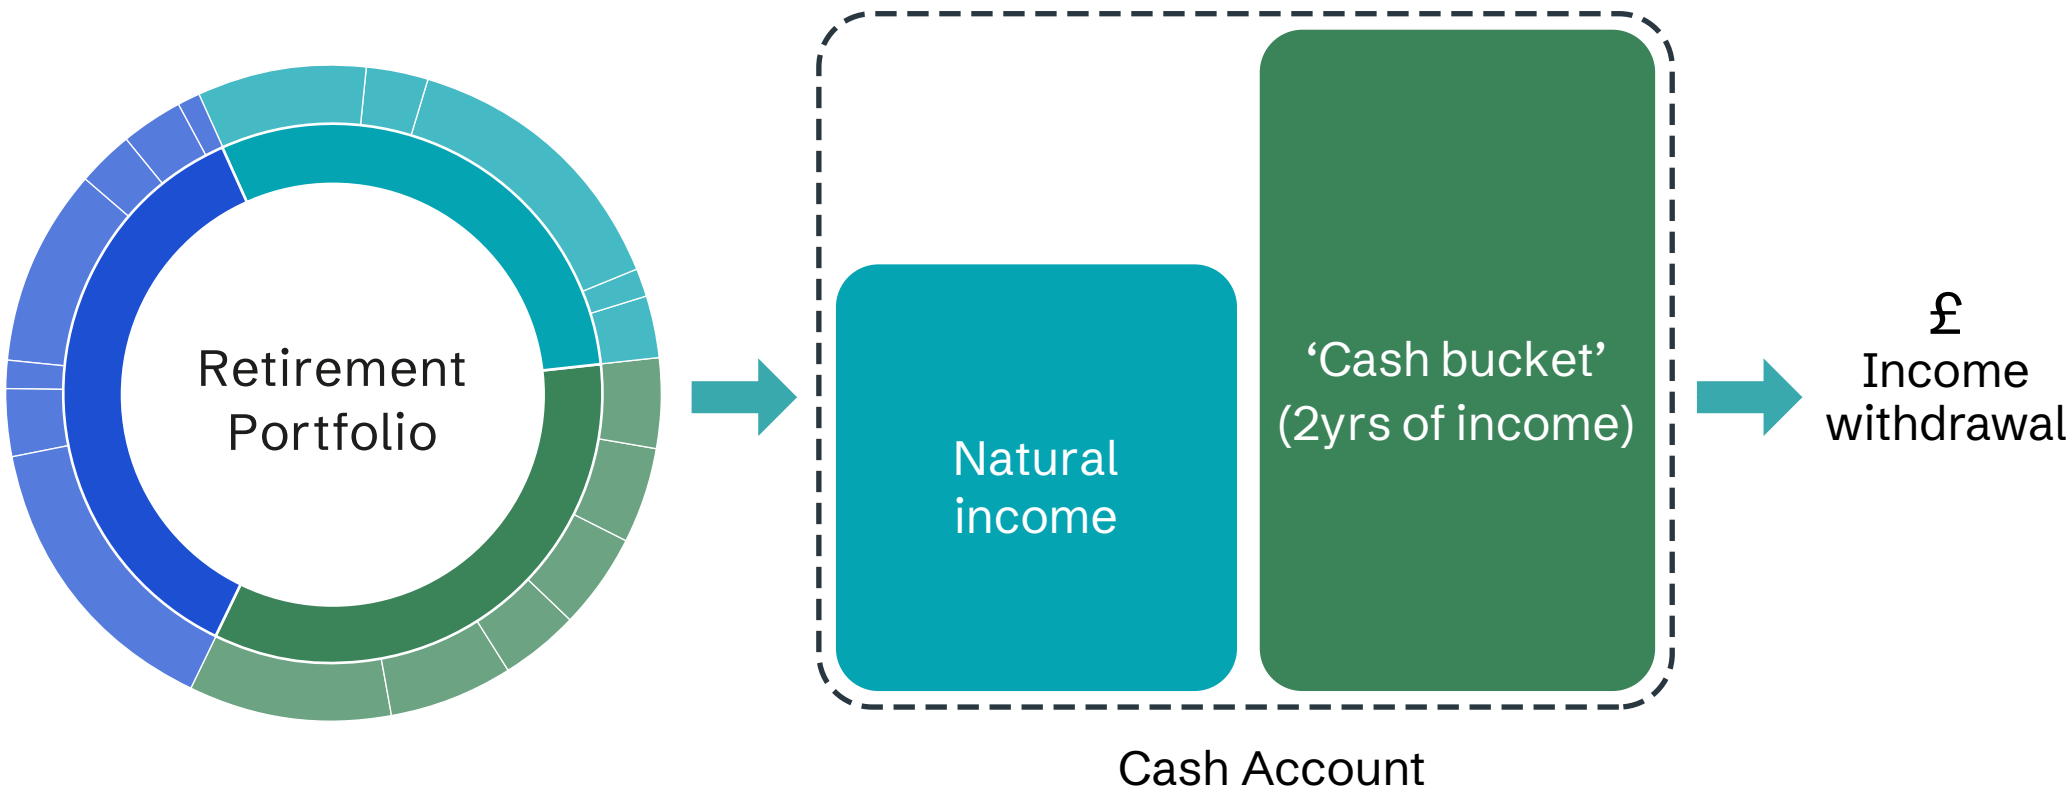 Retirement
Portfolio
Natural
income
‘Cash bucket’
(2yrs of income)
£
Income
withdrawal
Cash Account